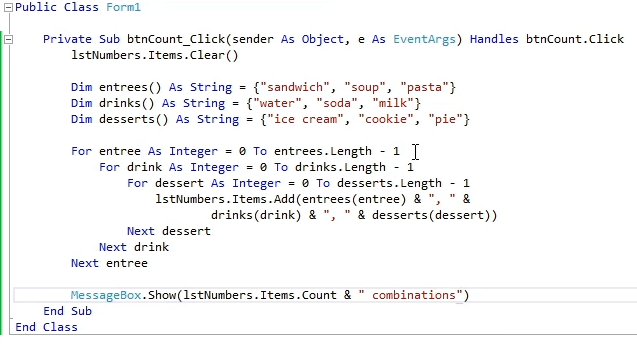 Public Class Form1
Private Sub btnCount_Click(sender As Object, e As EventArgs) Handles btnCount.Click
lstNumbers.Items.Clear()
Dim entrees() As String = {"sandwich", "soup", "pasta"}
Dim drinks() As String = {"water", "soda", "milk"}
Dim desserts() As String = {"ice cream", "cookie", "pie"}
For entree As Integer = 0 To entrees.Length - 1
For drink As Integer = 0 To drinks.Length - 1
For dessert As Integer = 0 To desserts.Length - 1
lstNumbers.Items.Add(entrees(entree) & ", " &
drinks(drink) & ", " & desserts(dessert))
Next dessert
Next drink
Next entree
MessageBox.Show(lstNumbers.Items.Count & " combinations")
End Sub
End Class